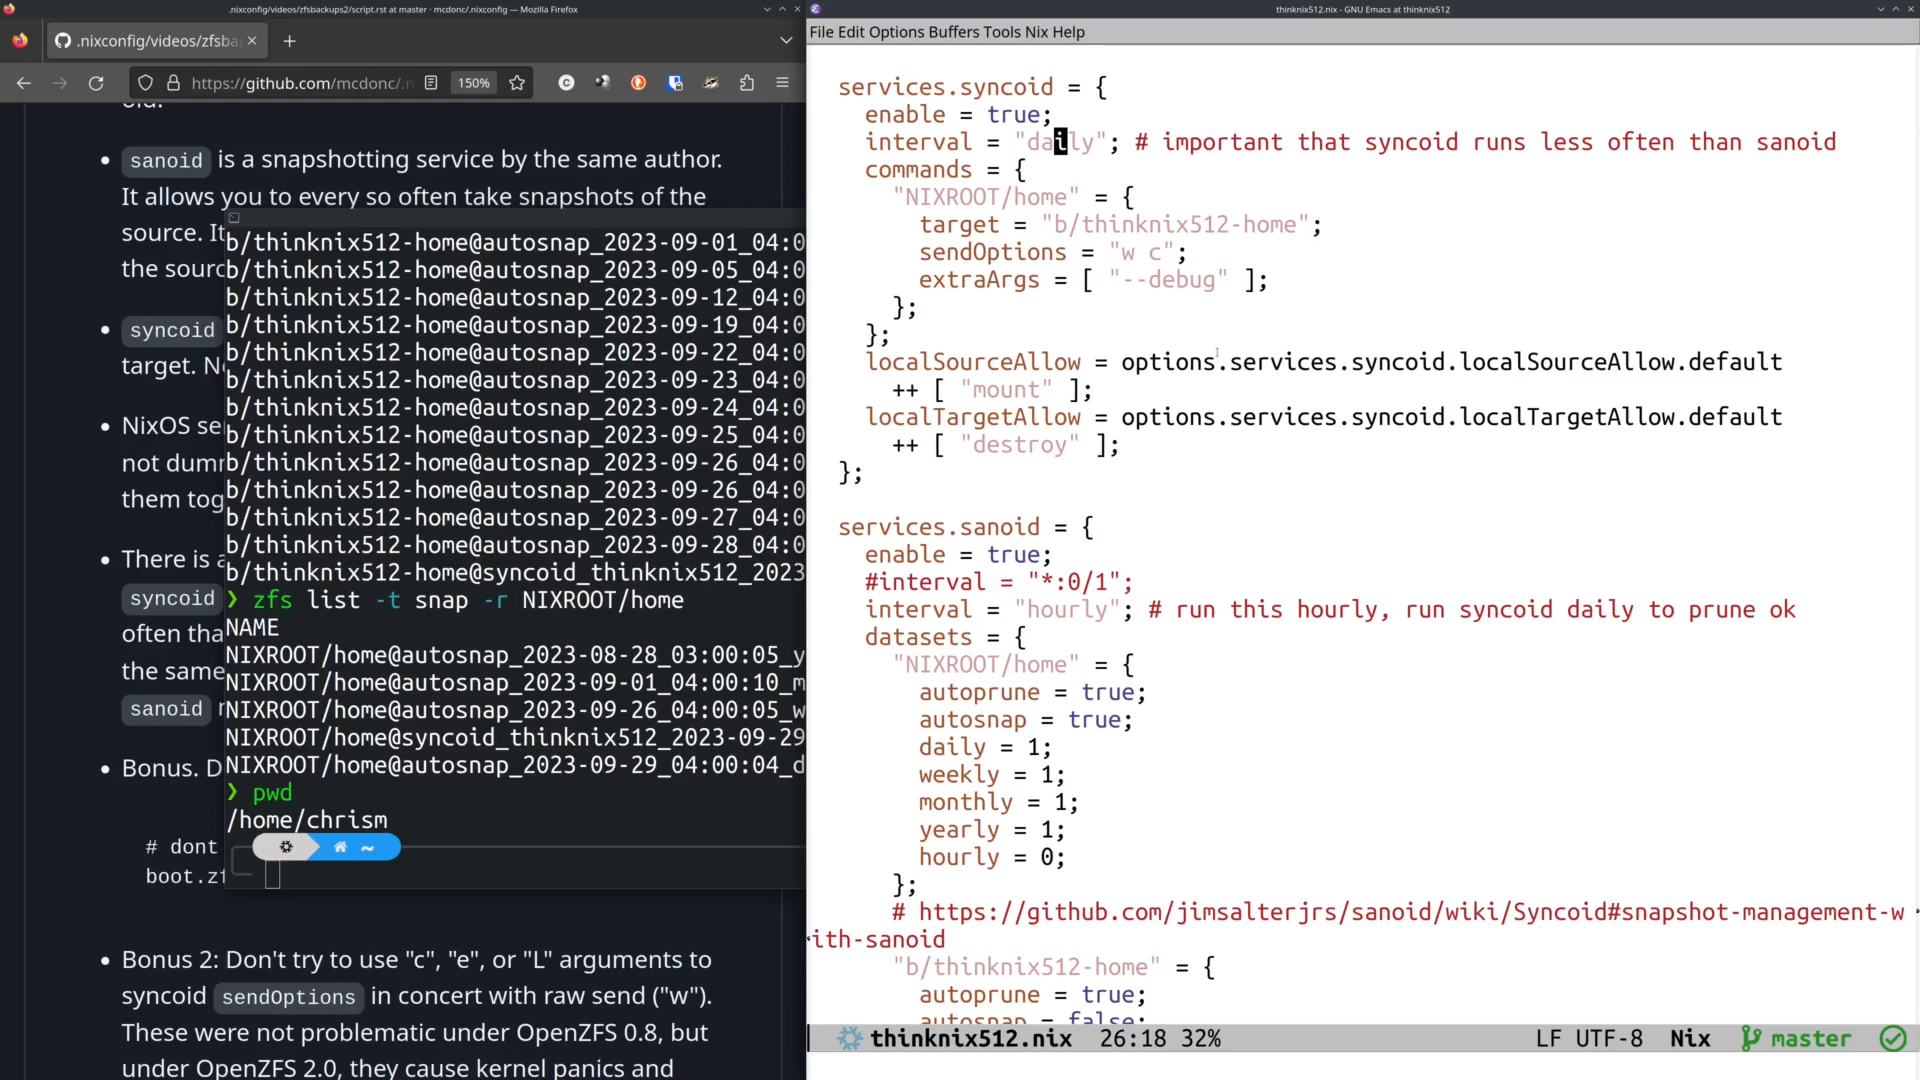 .nixconfig/videos/zfsbackups2/script.rst at master · mcdonc/.nixconfig — Mozilla Firefox
.nixconfig/videos/zfsba
https://github.com/mcdonc/.n
150%
sanoid is a snapshotting service by the same author.
It allows you to every so often take snapshots of the
source. It
the sourc
syncoid
target. N
NixOS se
not dumr
them tog
There is a
syncoid
often tha
the same
sanoid
Bonus. D
# dont
boot.zf
Bonus 2: Don't try to use "c", "e", or "L" arguments to
syncoid sendOptions in concert with raw send ("w").
These were not problematic under OpenZFS 0.8, but
under OpenZFS 2.0, they cause kernel panics and
b/thinknix512-home@autosnap_2023-09-01_04:0
b/thinknix512-home@autosnap_2023-09-05_04:0
b/thinknix512-home@autosnap_2023-09-12_04:0
b/thinknix512-home@autosnap_2023-09-19_04:0
b/thinknix512-home@autosnap_2023-09-22_04:0
b/thinknix512-home@autosnap_2023-09-23_04:0
b/thinknix512-home@autosnap_2023-09-24_04:0
b/thinknix512-home@autosnap_2023-09-25_04:0
b/thinknix512-home@autosnap_2023-09-26_04:0
b/thinknix512-home@autosnap_2023-09-26_04:0
b/thinknix512-home@autosnap_2023-09-27_04:0
b/thinknix512-home@autosnap_2023-09-28_04:0
b/thinknix512-home@syncoid_thinknix512_2023
❯ zfs list -t snap -r NIXROOT/home
NAME
NIXROOT/home@autosnap_2023-08-28_03:00:05_y
NIXROOT/home@autosnap_2023-09-01_04:00:10_m
NIXROOT/home@autosnap_2023-09-26_04:00:05_w
NIXROOT/home@syncoid_thinknix512_2023-09-29
NIXROOT/home@autosnap_2023-09-29_04:00:04_d
❯ pwd
/home/chrism
~
thinknix512.nix - GNU Emacs at thinknix512
File Edit Options Buffers Tools Nix Help
services.syncoid = {
enable = true;
interval = "daily"; # important that syncoid runs less often than sanoid
commands = {
"NIXROOT/home" = {
target = "b/thinknix512-home";
sendOptions = "w c";
extraArgs = [ "--debug" ];
};
};
localSourceAllow = options.services.syncoid.localSourceAllow.default
++ [ "mount" ];
localTargetAllow = options.services.syncoid.localTargetAllow.default
++ [ "destroy" ];
};
services.sanoid = {
enable = true;
#interval = "*:0/1";
interval = "hourly"; # run this hourly, run syncoid daily to prune ok
datasets = {
"NIXROOT/home" = {
autoprune = true;
autosnap = true;
daily = 1;
weekly = 1;
monthly = 1;
yearly = 1;
hourly = 0;
};
# https://github.com/jimsalterjrs/sanoid/wiki/Syncoid#snapshot-management-w
ith-sanoid
"b/thinknix512-home" = {
autoprune = true;
autosnap = false;
thinknix512.nix 26:18 32% LF UTF-8 Nix master